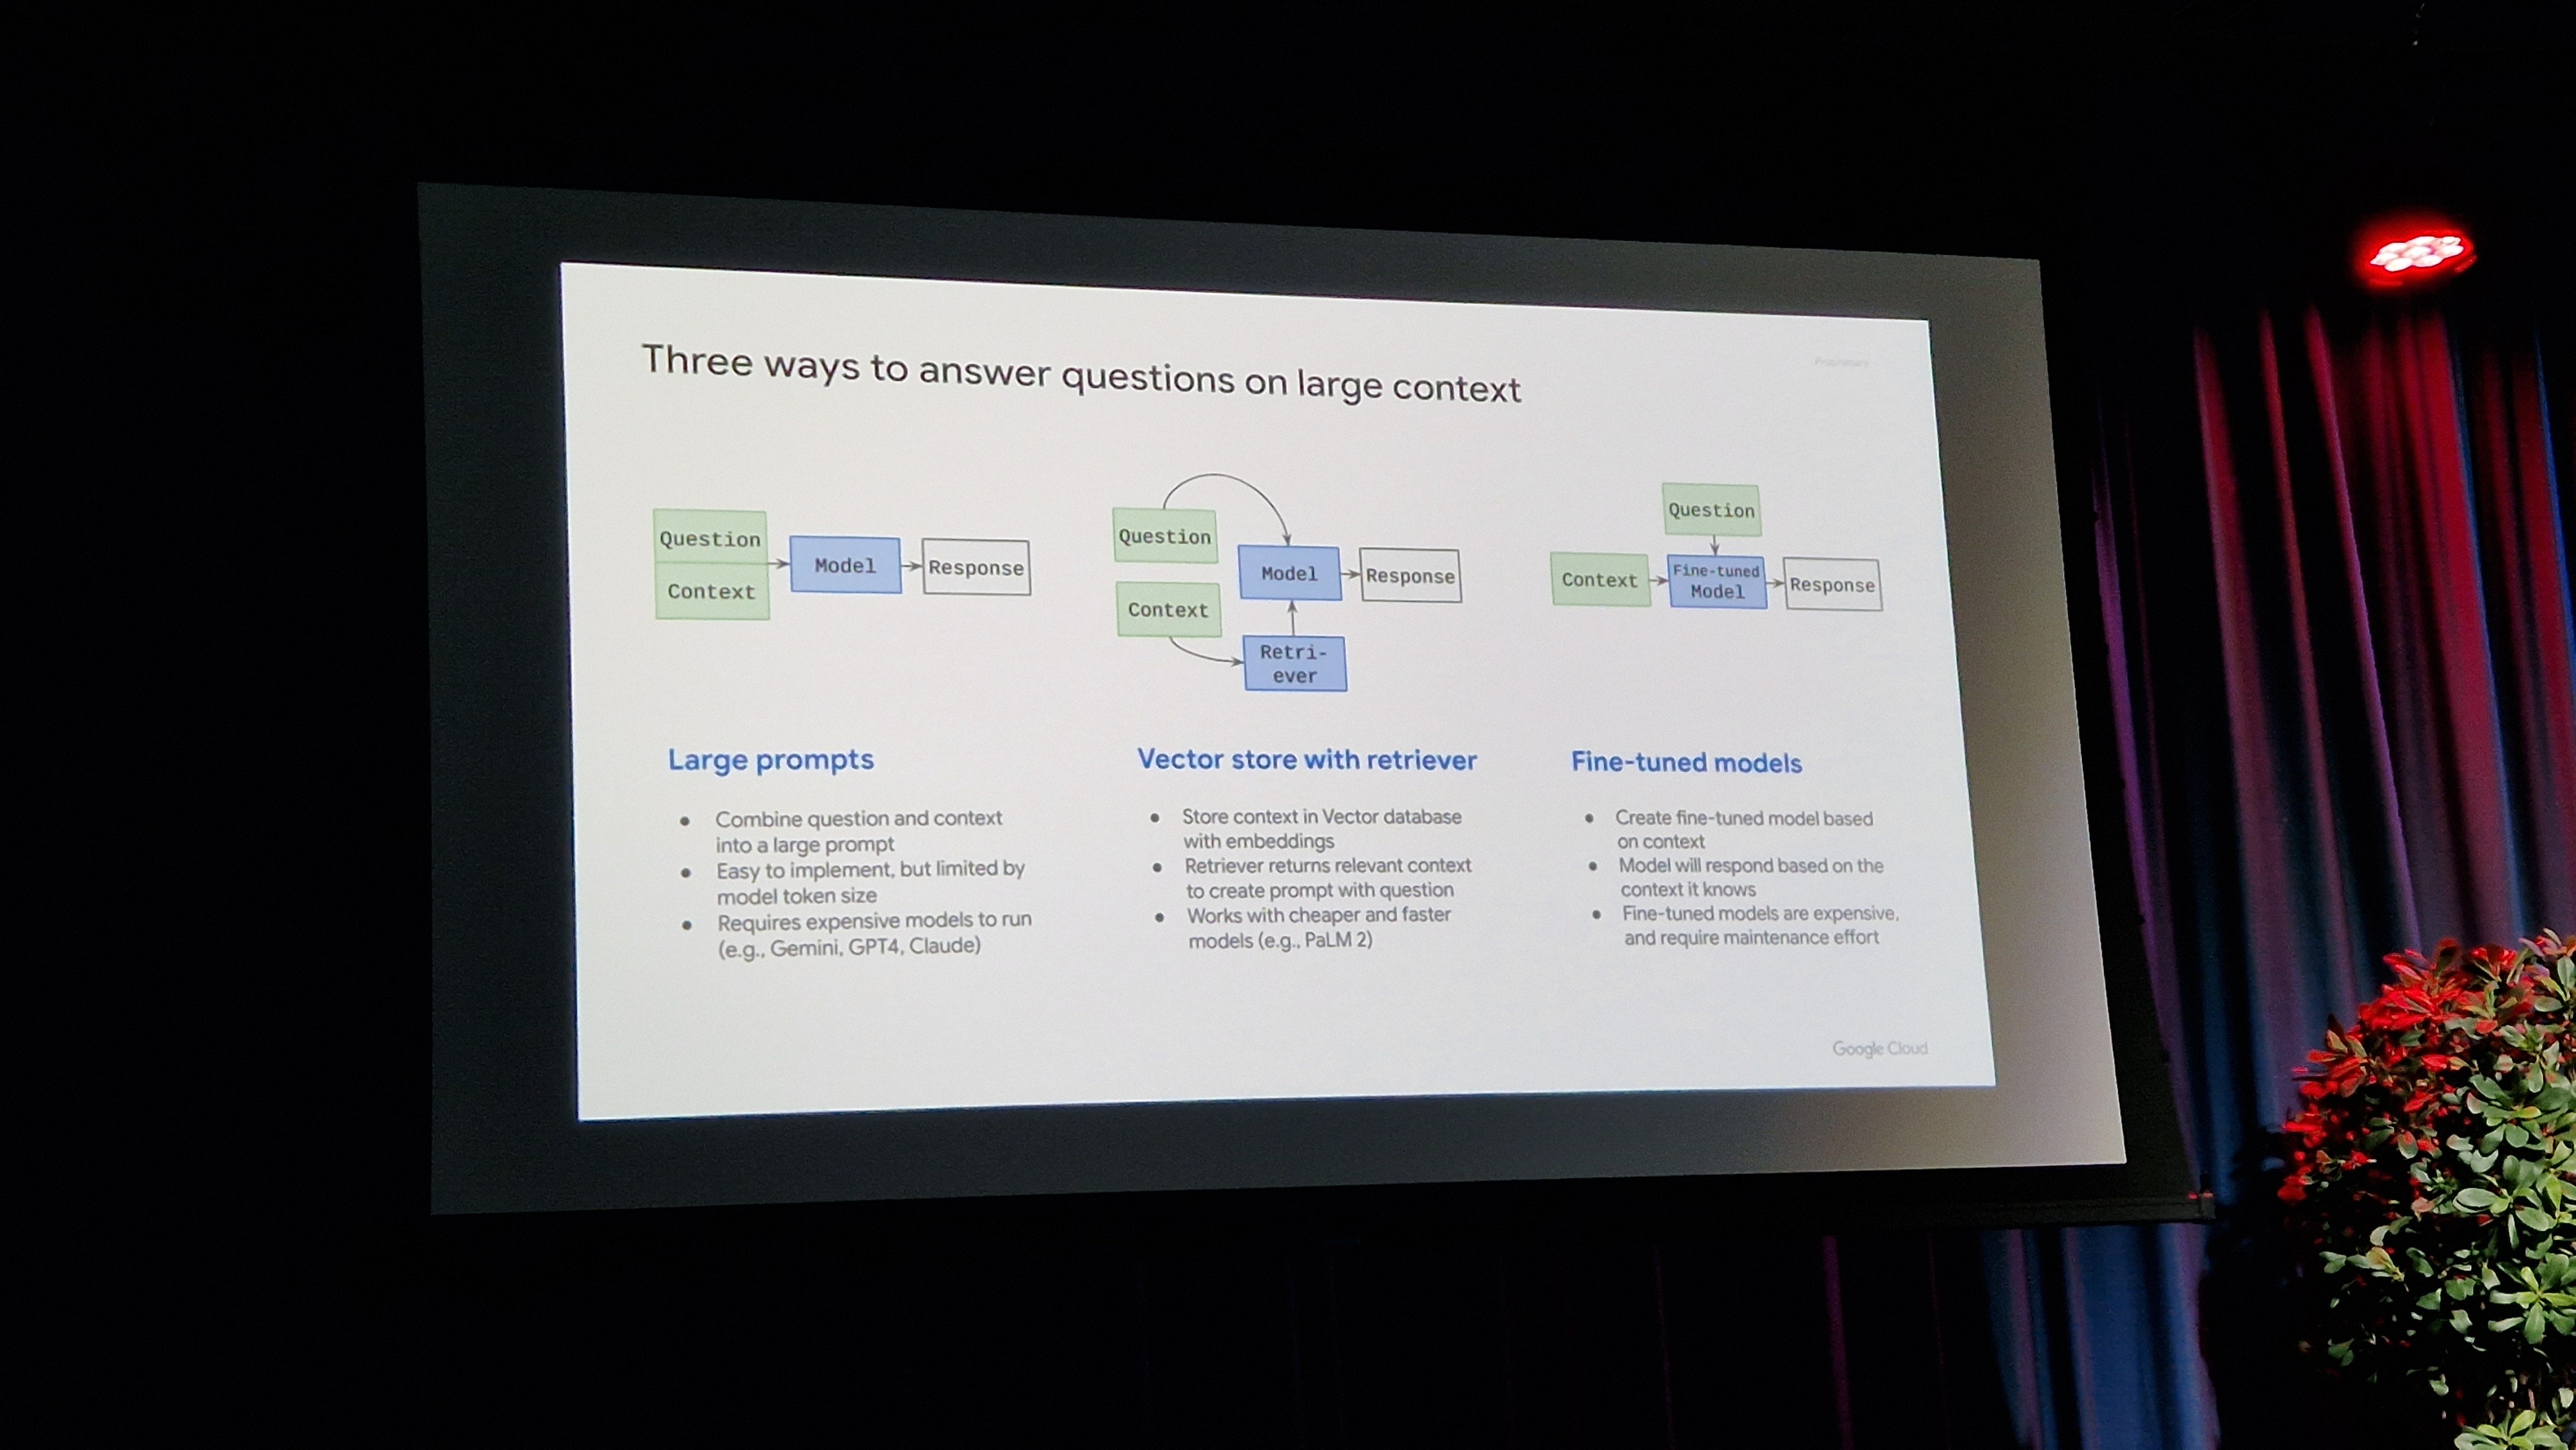 Three ways to answer questions on large context
Proprietary
Question
Context
Model
Response
Question
Context
Model
Response
Retri-
ever
Question
Context
Fine-tuned
Model
Response
Large prompts
Combine question and context
into a large prompt
Easy to implement, but limited by
model token size
Requires expensive models to run
(e.g., Gemini, GPT4, Claude)
Vector store with retriever
Store context in Vector database
with embeddings
Retriever returns relevant context
to create prompt with question
Works with cheaper and faster
models (e.g., PaLM 2)
Fine-tuned models
Create fine-tuned model based
on context
Model will respond based on the
context it knows
Fine-tuned models are expensive,
and require maintenance effort
Google Cloud